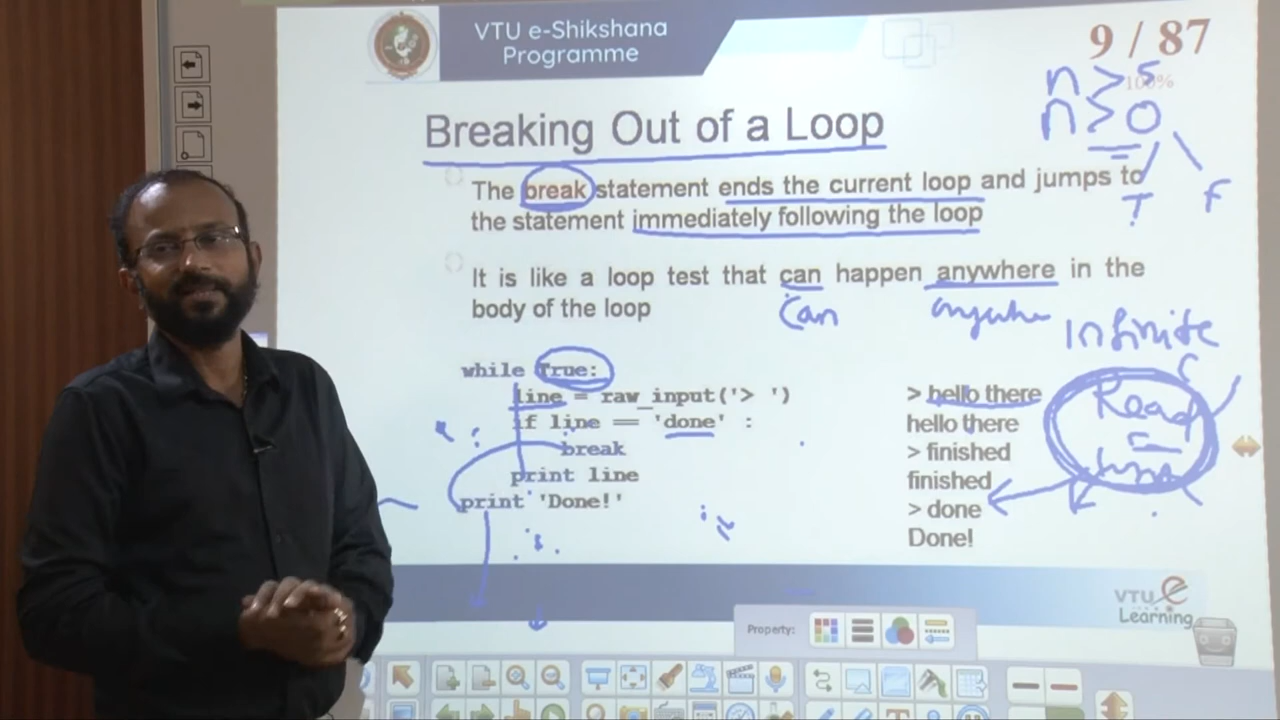 VTU e-Shikshana
Programme
9 / 87
100%
n > 5
n > 0
T F
Breaking Out of a Loop
The break statement ends the current loop and jumps to
the statement immediately following the loop
It is like a loop test that can happen anywhere in the
body of the loop
Can
Infinite
while True:
line = raw_input('> ')
if line == 'done' :
break
print line
print 'Done!'
> hello there
hello there
> finished
finished
> done
Done!
Read
VTU e
Learning
Property: